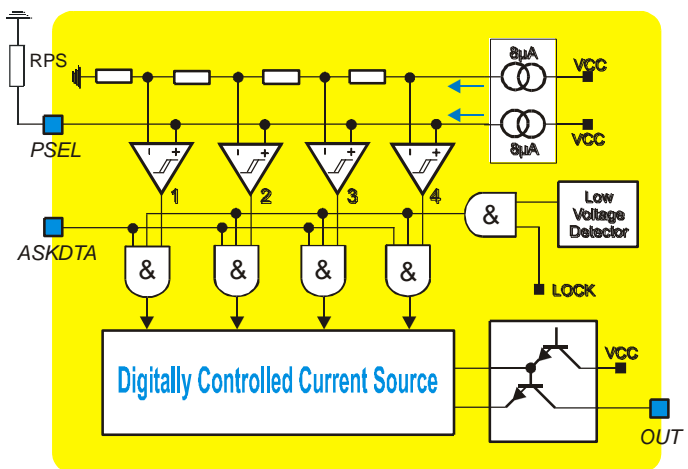 8µA
VCC
RPS
VCC
8µA
PSEL
- +
- +
- +
- +
1
2
3
4
&
Low
Voltage
Detector
ASKDTA
&
&
&
&
LOCK
Digitally Controlled Current Source
VCC
OUT